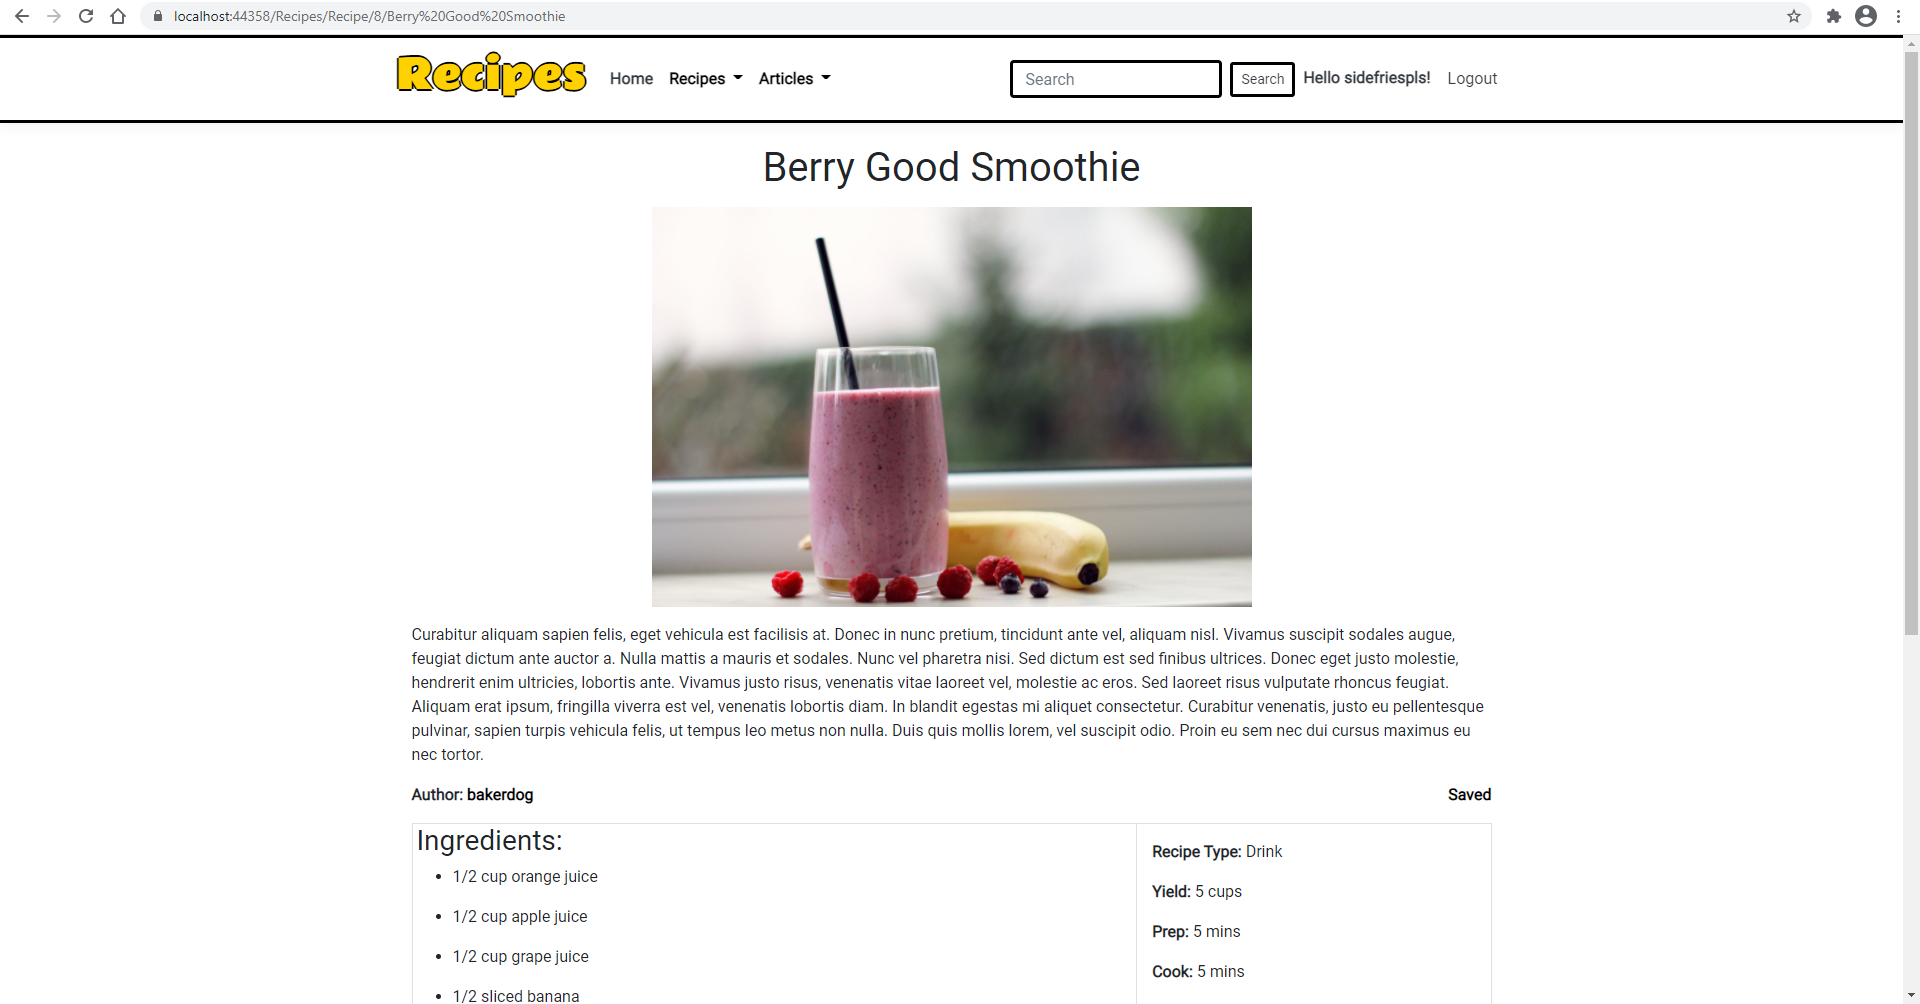 localhost:44358/Recipes/Recipe/8/Berry%20Good%20Smoothie
Recipes Home Recipes Articles Search Search Hello sidefriespls! Logout
Berry Good Smoothie
Curabitur aliquam sapien felis, eget vehicula est facilisis at. Donec in nunc pretium, tincidunt ante vel, aliquam nisl. Vivamus suscipit sodales augue,
feugiat dictum ante auctor a. Nulla mattis a mauris et sodales. Nunc vel pharetra nisi. Sed dictum est sed finibus ultrices. Donec eget justo molestie,
hendrerit enim ultricies, lobortis ante. Vivamus justo risus, venenatis vitae laoreet vel, molestie ac eros. Sed laoreet risus vulputate rhoncus feugiat.
Aliquam erat ipsum, fringilla viverra est vel, venenatis lobortis diam. In blandit egestas mi aliquet consectetur. Curabitur venenatis, justo eu pellentesque
pulvinar, sapien turpis vehicula felis, ut tempus leo metus non nulla. Duis quis mollis lorem, vel suscipit odio. Proin eu sem nec dui cursus maximus eu
nec tortor.
Author: bakerdog
Saved
Ingredients:
• 1/2 cup orange juice
• 1/2 cup apple juice
• 1/2 cup grape juice
• 1/2 sliced banana
Recipe Type: Drink
Yield: 5 cups
Prep: 5 mins
Cook: 5 mins